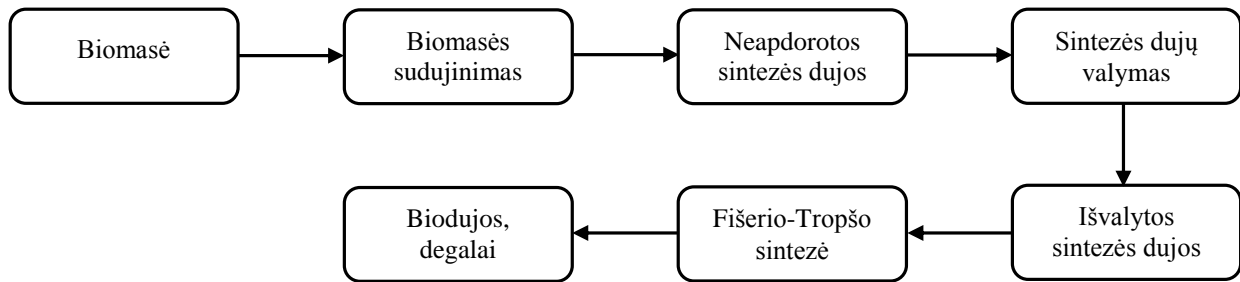 Biomasė
Biomasės
sudujinimas
Neapdorotos
sintezės dujos
Sintezės dujų
valymas
Išvalytos
sintezės dujos
Fišerio-Tropšo
sintezė
Biodujos,
degalai